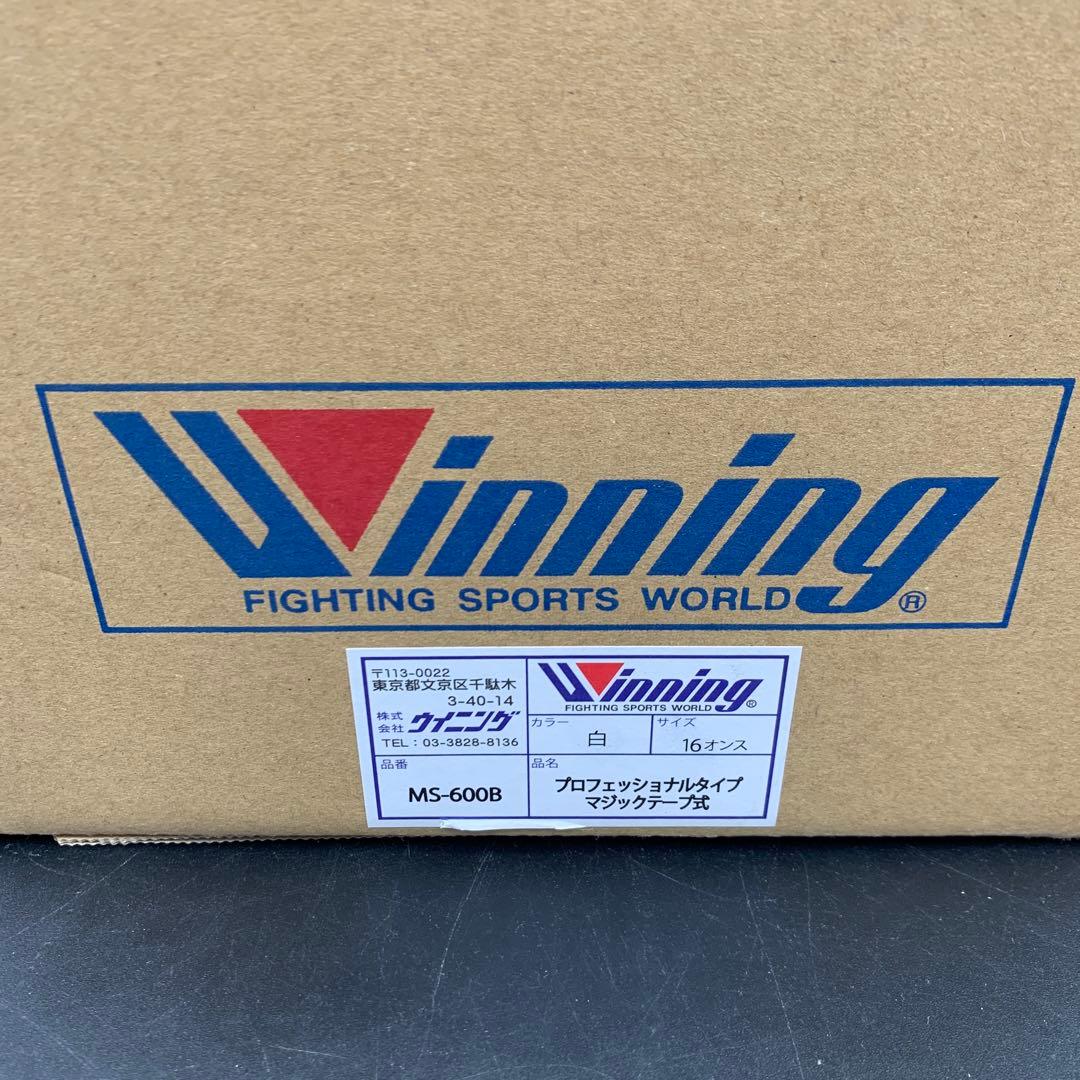 Winning
FIGHTING SPORTS WORLD®
〒113-0022
東京都文京区千駄木
3-40-14
株式会社 ウイニング
TEL：03-3828-8136
品番
MS-600B
Winning
FIGHTING SPORTS WORLD®
カラー
白
サイズ
16オンス
品名
プロフェッショナルタイプ
マジックテープ式